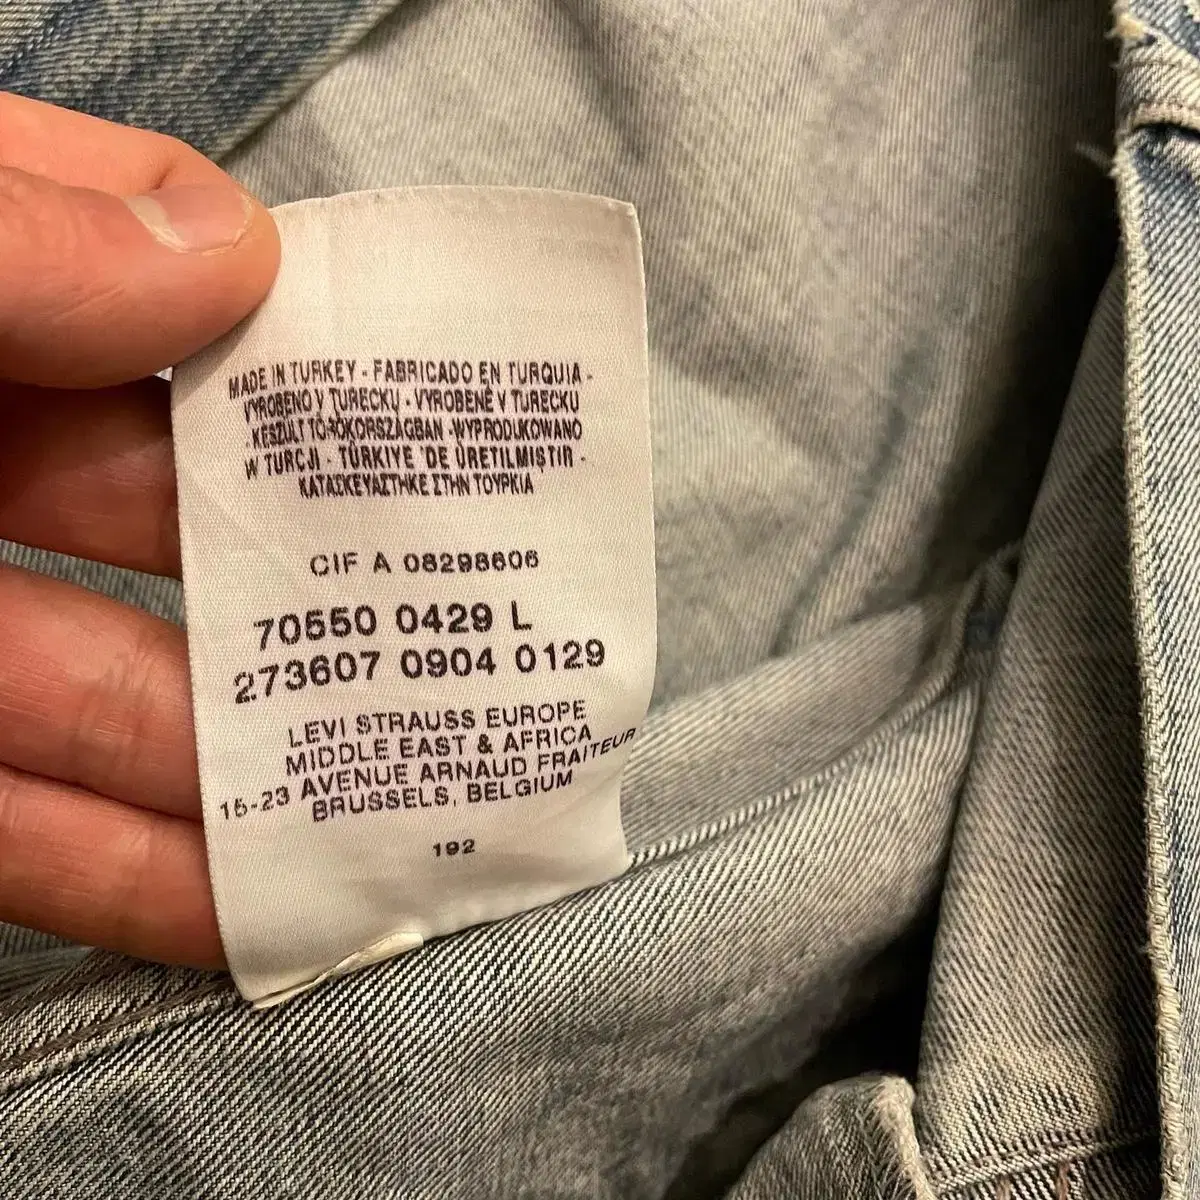 MADE IN TURKEY - FABRICADO EN TURQUIA -
VYROBENO V TURECKU - VYROBENÉ V TURECKU
- KESZULT TÖRÖKORSZAGBAN - WYPRODUKOWANO
W TURCJI - TÜRKIYE 'DE ÜRETILMIŞTIR -
ΚΑΤΑΣΚΕΥΑΣΤΗΚΕ ΣΤΗΝ ΤΟΥΡΚΙΑ
CIF A 08298606
70550 0429 L
273607 0904 0129
LEVI STRAUSS EUROPE
MIDDLE EAST & AFRICA
15-23 AVENUE ARNAUD FRAITEUR
BRUSSELS, BELGIUM
192